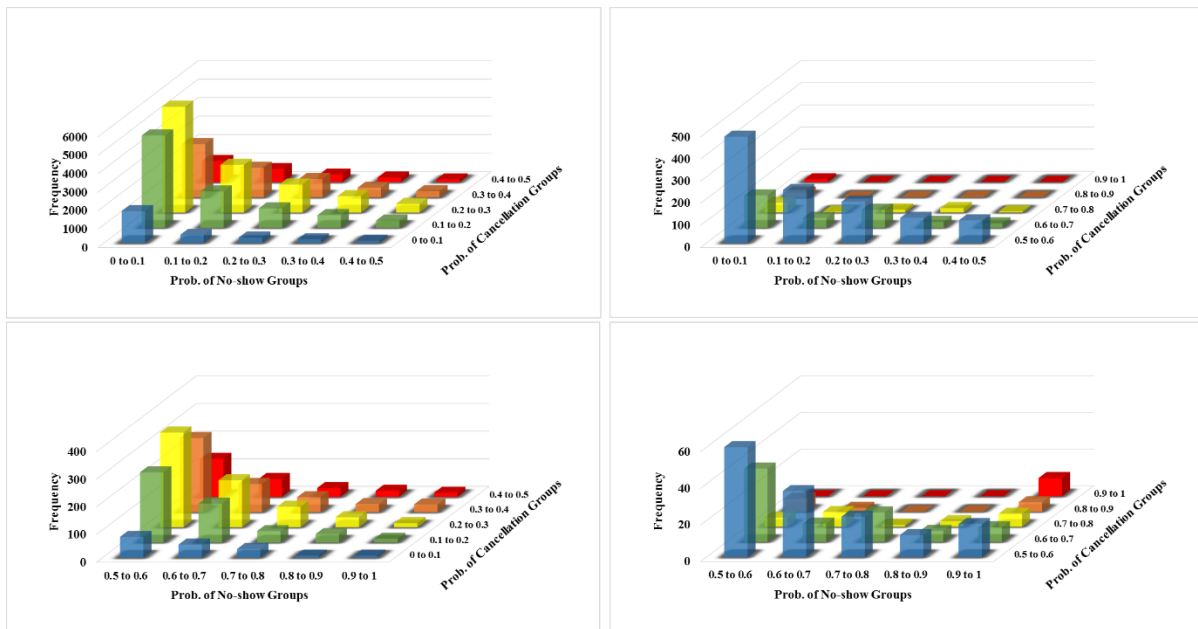 6000
5000
4000
3000
2000
1000
0
Frequency
0 to 0.1
0.1 to 0.2
0.2 to 0.3
0.3 to 0.4
0.4 to 0.5
Prob. of No-show Groups
0.4 to 0.5
0.3 to 0.4
0.2 to 0.3
0.1 to 0.2
0 to 0.1
Prob. of Cancellation Groups
500
400
300
200
100
0
Frequency
0 to 0.1
0.1 to 0.2
0.2 to 0.3
0.3 to 0.4
0.4 to 0.5
Prob. of No-show Groups
0.9 to 1
0.8 to 0.9
0.7 to 0.8
0.6 to 0.7
0.5 to 0.6
Prob. of Cancellation Groups
400
300
200
100
0
Frequency
0.5 to 0.6
0.6 to 0.7
0.7 to 0.8
0.8 to 0.9
0.9 to 1
Prob. of No-show Groups
0.4 to 0.5
0.3 to 0.4
0.2 to 0.3
0.1 to 0.2
0 to 0.1
Prob. of Cancellation Groups
60
40
20
0
Frequency
0.5 to 0.6
0.6 to 0.7
0.7 to 0.8
0.8 to 0.9
0.9 to 1
Prob. of No-show Groups
0.9 to 1
0.8 to 0.9
0.7 to 0.8
0.6 to 0.7
0.5 to 0.6
Prob. of Cancellation Groups